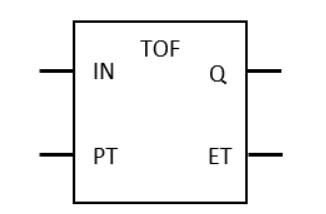 TOF
IN Q
PT ET